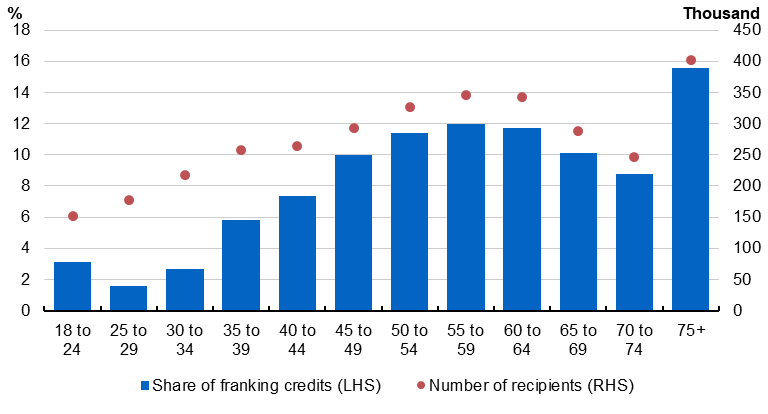 % Thousand
18 450
16 400
14 350
12 300
10 250
8 200
6 150
4 100
2 50
0 0
18 to 25 to 30 to 35 to 40 to 45 to 50 to 55 to 60 to 65 to 70 to 75+
24 29 34 39 44 49 54 59 64 69 74
Share of franking credits (LHS) Number of recipients (RHS)